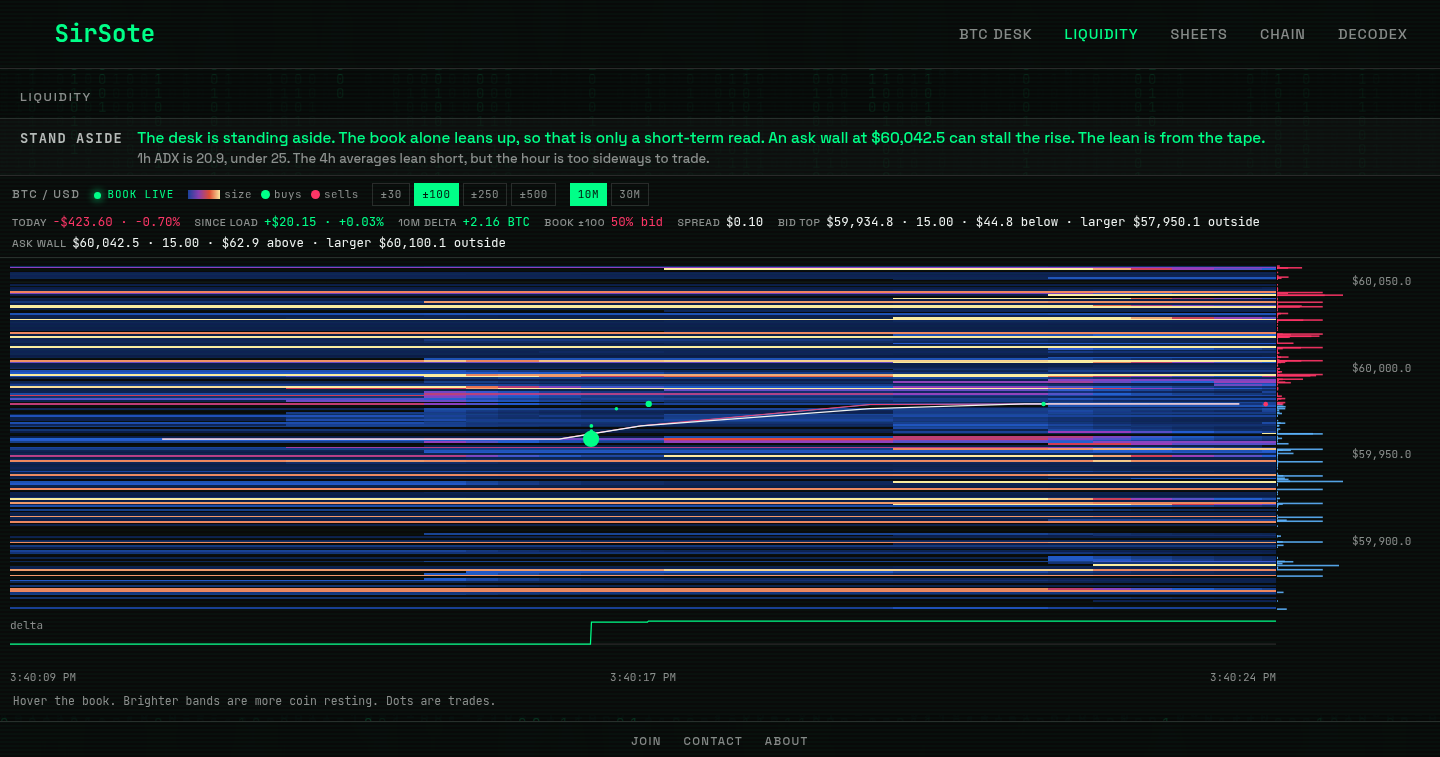 SirSote
BTC DESK LIQUIDITY SHEETS CHAIN DECODEX
LIQUIDITY
STAND ASIDE The desk is standing aside. The book alone leans up, so that is only a short-term read. An ask wall at $60,042.5 can stall the rise. The lean is from the tape.
1h ADX is 20.9, under 25. The 4h averages lean short, but the hour is too sideways to trade.
BTC / USD BOOK LIVE size buys sells ±30 ±100 ±250 ±500 10M 30M
TODAY -$423.60 · -0.70% SINCE LOAD +$20.15 · +0.03% 10M DELTA +2.16 BTC BOOK ±100 50% bid SPREAD $0.10 BID TOP $59,934.8 · 15.00 · $44.8 below · larger $57,950.1 outside
ASK WALL $60,042.5 · 15.00 · $62.9 above · larger $60,100.1 outside
$60,050.0
$60,000.0
$59,950.0
$59,900.0
delta
3:40:09 PM 3:40:17 PM 3:40:24 PM
Hover the book. Brighter bands are more coin resting. Dots are trades.
JOIN CONTACT ABOUT